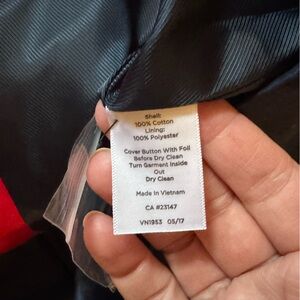 Shell:
100% Cotton
Lining:
100% Polyester
Cover Button With Foil
Before Dry Clean
Turn Garment Inside
Out
Dry Clean
Made in Vietnam
CA #23147
VN1953 05/17